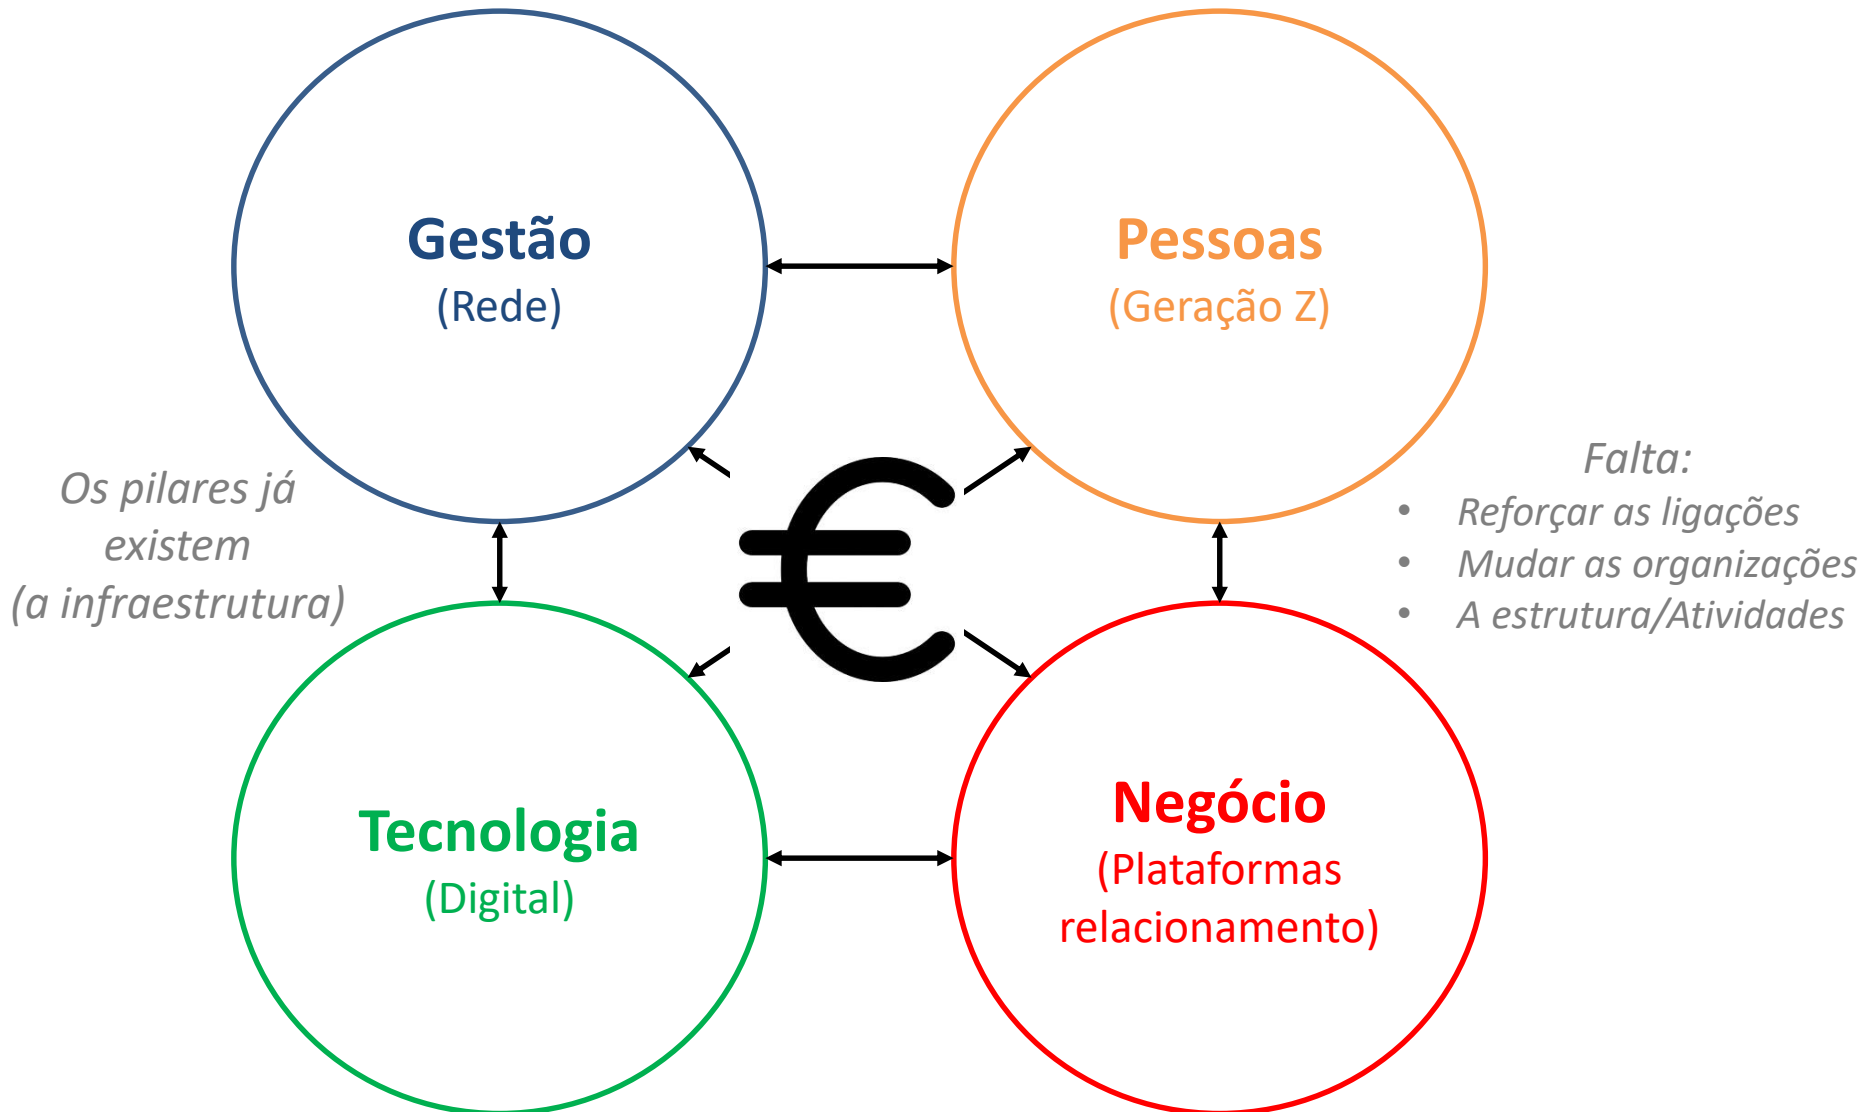 Gestão
(Rede)
Pessoas
(Geração Z)
Os pilares já
existem
(a infraestrutura)
€
Falta:
• Reforçar as ligações
• Mudar as organizações
• A estrutura/Atividades
Tecnologia
(Digital)
Negócio
(Plataformas
relacionamento)